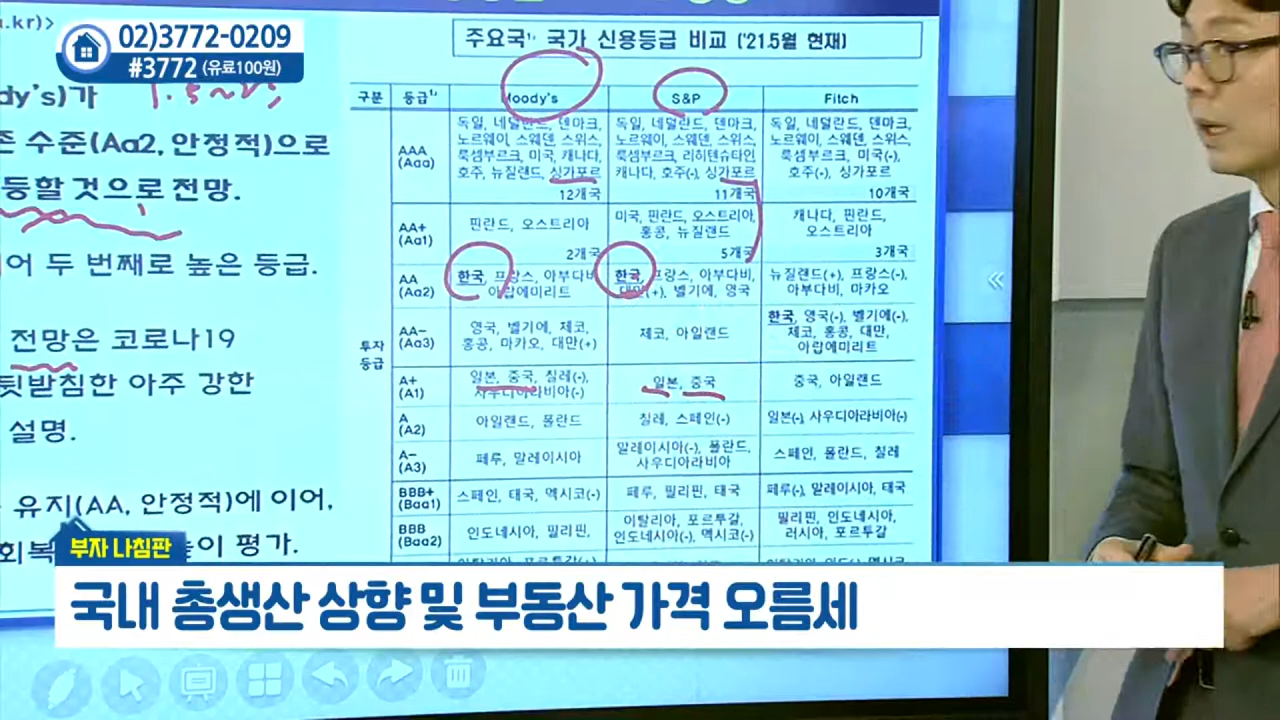 .kr)>
02)3772-0209
#3772 (유료100원)
주요국¹⁾ 국가 신용등급 비교 ('21.5월 현재)
dy's)가
1.5~2%
존 수준(Aa2, 안정적)으로
등할 것으로 전망.
어 두 번째로 높은 등급.
전망은 코로나19
뒷받침한 아주 강한
설명.
유지(AA, 안정적)에 이어,
회복 높이 평가.
구분 등급¹⁾ Moody's S&P Fitch
투자
등급
AAA
(Aaa)
독일, 네덜란드, 덴마크,
노르웨이, 스웨덴, 스위스,
룩셈부르크, 미국, 캐나다,
호주, 뉴질랜드, 싱가포르
12개국
독일, 네덜란드, 덴마크,
노르웨이, 스웨덴, 스위스,
룩셈부르크, 리히텐슈타인
캐나다, 호주(-), 싱가포르
11개국
독일, 네덜란드, 덴마크,
노르웨이, 스웨덴, 스위스,
룩셈부르크, 미국(-),
호주(-), 싱가포르
10개국
AA+
(Aa1)
핀란드, 오스트리아
2개국
미국, 핀란드, 오스트리아,
홍콩, 뉴질랜드
5개국
캐나다, 핀란드,
오스트리아
3개국
AA
(Aa2)
한국, 프랑스, 아부다비
아랍에미리트
한국, 프랑스, 아부다비,
대만(+), 벨기에, 영국
뉴질랜드(+), 프랑스(-),
아부다비, 마카오
AA-
(Aa3)
영국, 벨기에, 체코,
홍콩, 마카오, 대만(+)
체코, 아일랜드
한국, 영국(-), 벨기에(-),
체코, 홍콩, 대만,
아랍에미리트
A+
(A1)
일본, 중국, 칠레(-),
사우디아라비아(-)
일본, 중국
중국, 아일랜드
A
(A2)
아일랜드, 폴란드
칠레, 스페인(-)
일본(-), 사우디아라비아(-)
A-
(A3)
페루, 말레이시아
말레이시아(-), 폴란드,
사우디아라비아
스페인, 폴란드, 칠레
BBB+
(Baa1)
스페인, 태국, 멕시코(-)
페루, 필리핀, 태국
페루(-), 말레이시아, 태국
BBB
(Baa2)
인도네시아, 필리핀,
이탈리아, 포르투갈,
인도네시아(-), 멕시코(-)
필리핀, 인도네시아,
러시아, 포르투갈
부자 나침판
국내 총생산 상향 및 부동산 가격 오름세